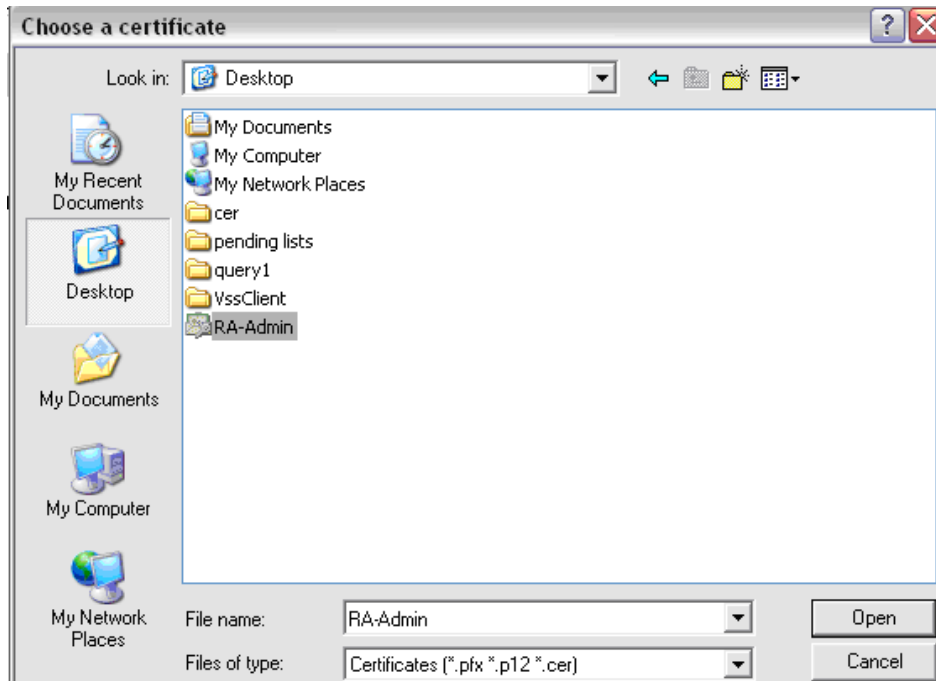 Choose a certificate
Look in:
Desktop
My Recent
Documents
Desktop
My Documents
My Computer
My Network
Places
My Documents
My Computer
My Network Places
cer
pending lists
query1
VssClient
RA-Admin
File name:
RA-Admin
Open
Files of type:
Certificates (*.pfx *.p12 *.cer)
Cancel